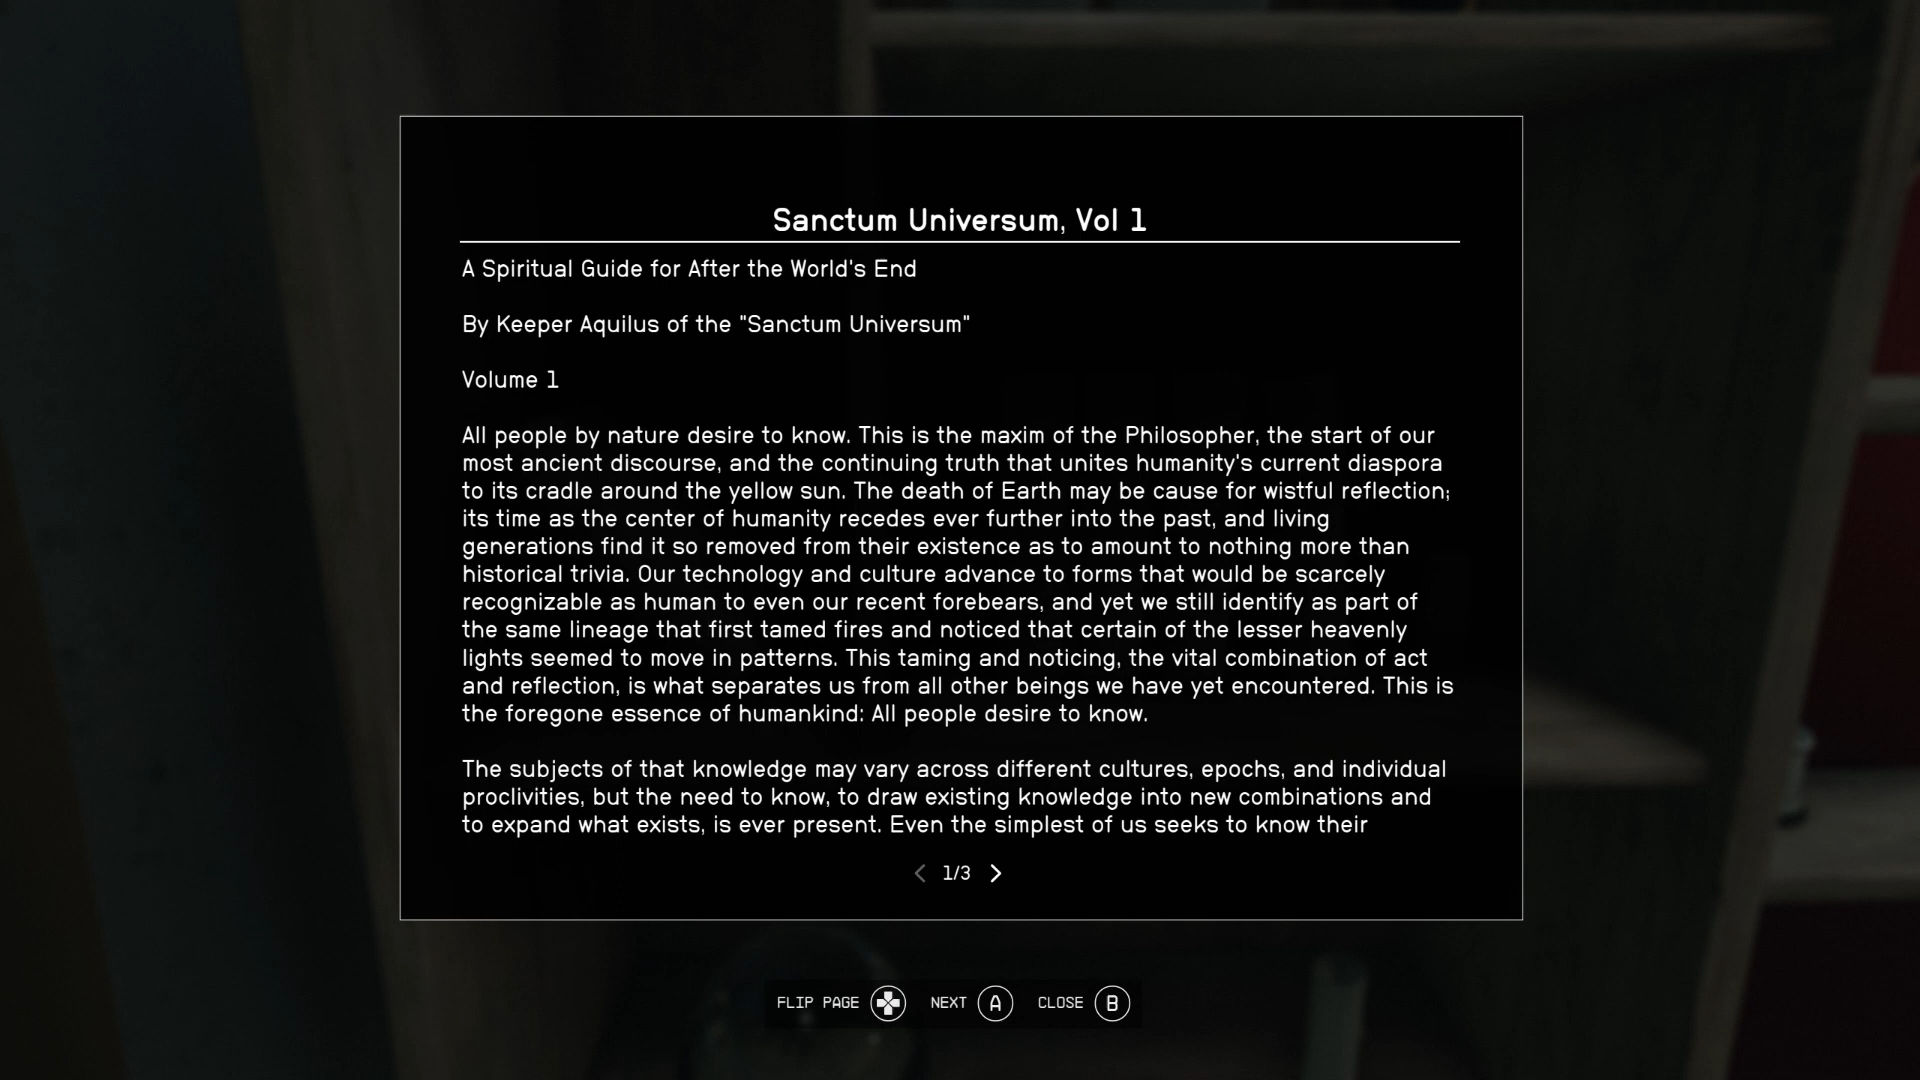 Sanctum Universum, Vol 1
A Spiritual Guide for After the World's End
By Keeper Aquilus of the "Sanctum Universum"
Volume 1
All people by nature desire to know. This is the maxim of the Philosopher, the start of our
most ancient discourse, and the continuing truth that unites humanity's current diaspora
to its cradle around the yellow sun. The death of Earth may be cause for wistful reflection;
its time as the center of humanity recedes ever further into the past, and living
generations find it so removed from their existence as to amount to nothing more than
historical trivia. Our technology and culture advance to forms that would be scarcely
recognizable as human to even our recent forebears, and yet we still identify as part of
the same lineage that first tamed fires and noticed that certain of the lesser heavenly
lights seemed to move in patterns. This taming and noticing, the vital combination of act
and reflection, is what separates us from all other beings we have yet encountered. This is
the foregone essence of humankind: All people desire to know.
The subjects of that knowledge may vary across different cultures, epochs, and individual
proclivities, but the need to know, to draw existing knowledge into new combinations and
to expand what exists, is ever present. Even the simplest of us seeks to know their
1/3
FLIP PAGE NEXT A CLOSE B